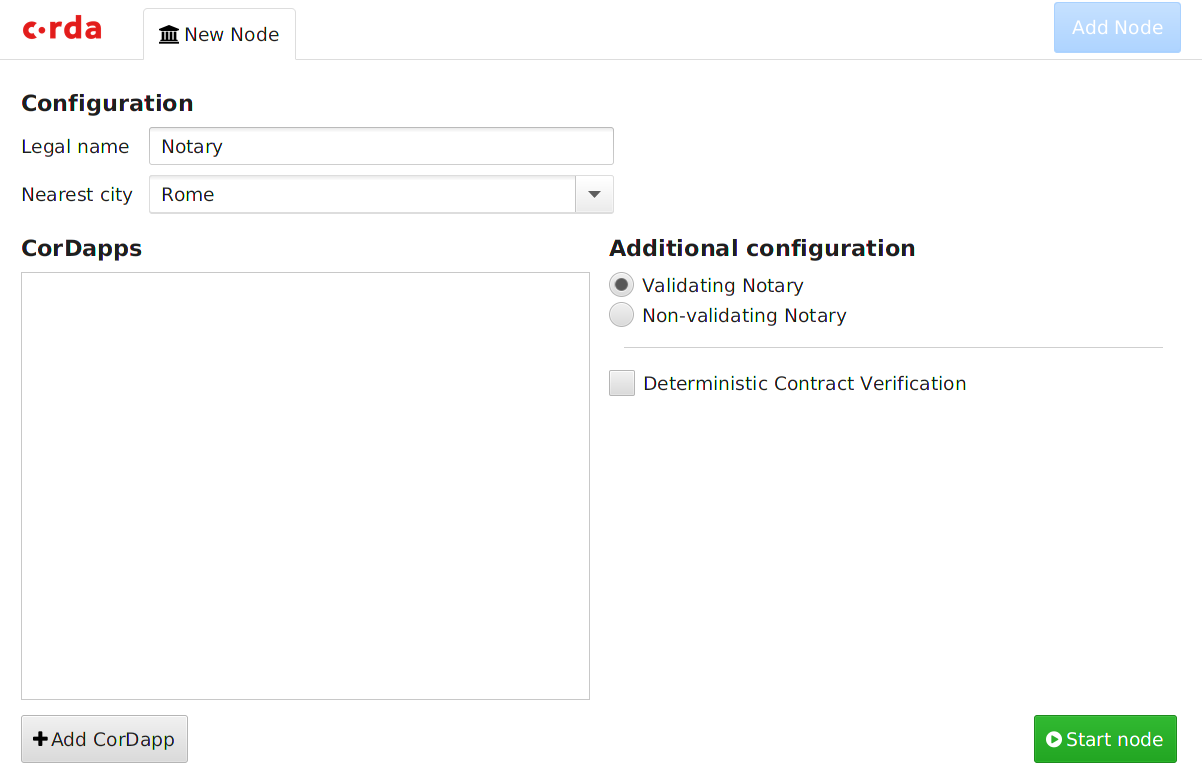 c·rda
New Node
Add Node
Configuration
Legal name Notary
Nearest city Rome
CorDapps
Additional configuration
Validating Notary
Non-validating Notary
Deterministic Contract Verification
Add CorDapp
Start node